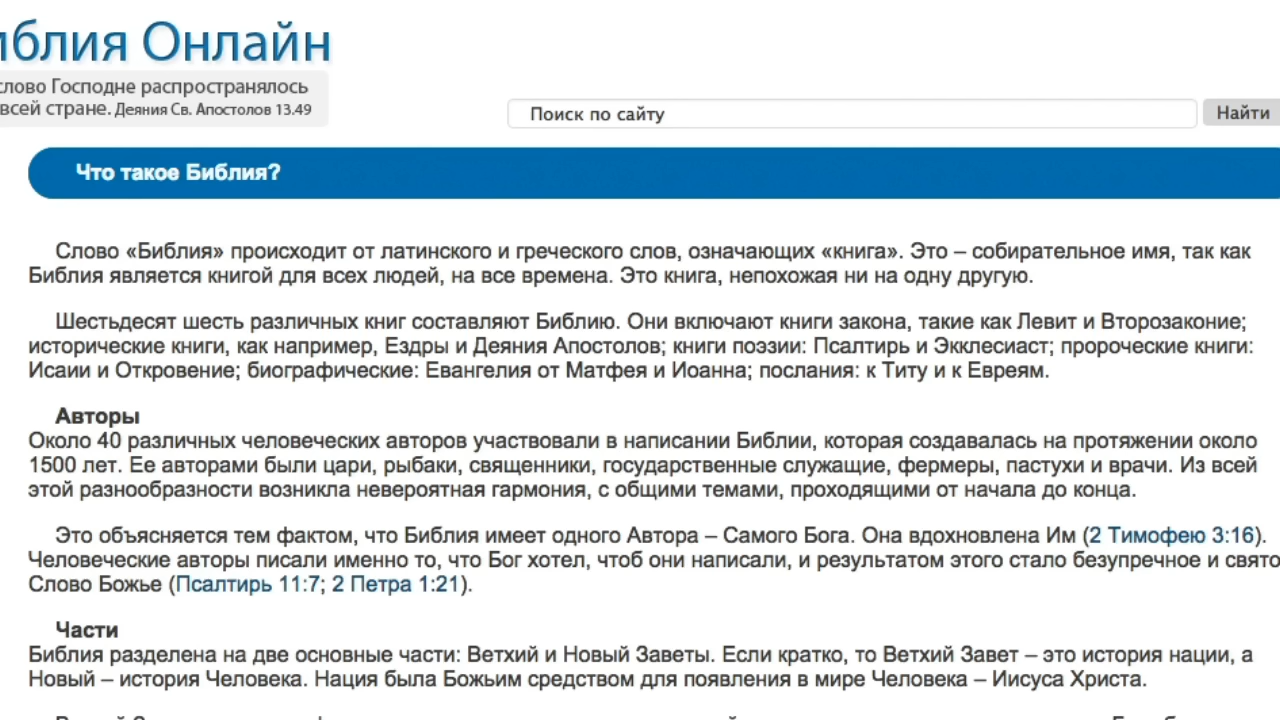 иблия Онлайн
слово Господне распространялось
всей стране. Деяния Св. Апостолов 13.49
Поиск по сайту
Найти
Что такое Библия?
Слово «Библия» происходит от латинского и греческого слов, означающих «книга». Это – собирательное имя, так как
Библия является книгой для всех людей, на все времена. Это книга, непохожая ни на одну другую.
Шестьдесят шесть различных книг составляют Библию. Они включают книги закона, такие как Левит и Второзаконие;
исторические книги, как например, Ездры и Деяния Апостолов; книги поэзии: Псалтирь и Экклесиаст; пророческие книги:
Исаии и Откровение; биографические: Евангелия от Матфея и Иоанна; послания: к Титу и к Евреям.
Авторы
Около 40 различных человеческих авторов участвовали в написании Библии, которая создавалась на протяжении около
1500 лет. Ее авторами были цари, рыбаки, священники, государственные служащие, фермеры, пастухи и врачи. Из всей
этой разнообразности возникла невероятная гармония, с общими темами, проходящими от начала до конца.
Это объясняется тем фактом, что Библия имеет одного Автора – Самого Бога. Она вдохновлена Им (2 Тимофею 3:16).
Человеческие авторы писали именно то, что Бог хотел, чтоб они написали, и результатом этого стало безупречное и свято
Слово Божье (Псалтирь 11:7; 2 Петра 1:21).
Части
Библия разделена на две основные части: Ветхий и Новый Заветы. Если кратко, то Ветхий Завет – это история нации, а
Новый – история Человека. Нация была Божьим средством для появления в мире Человека – Иисуса Христа.